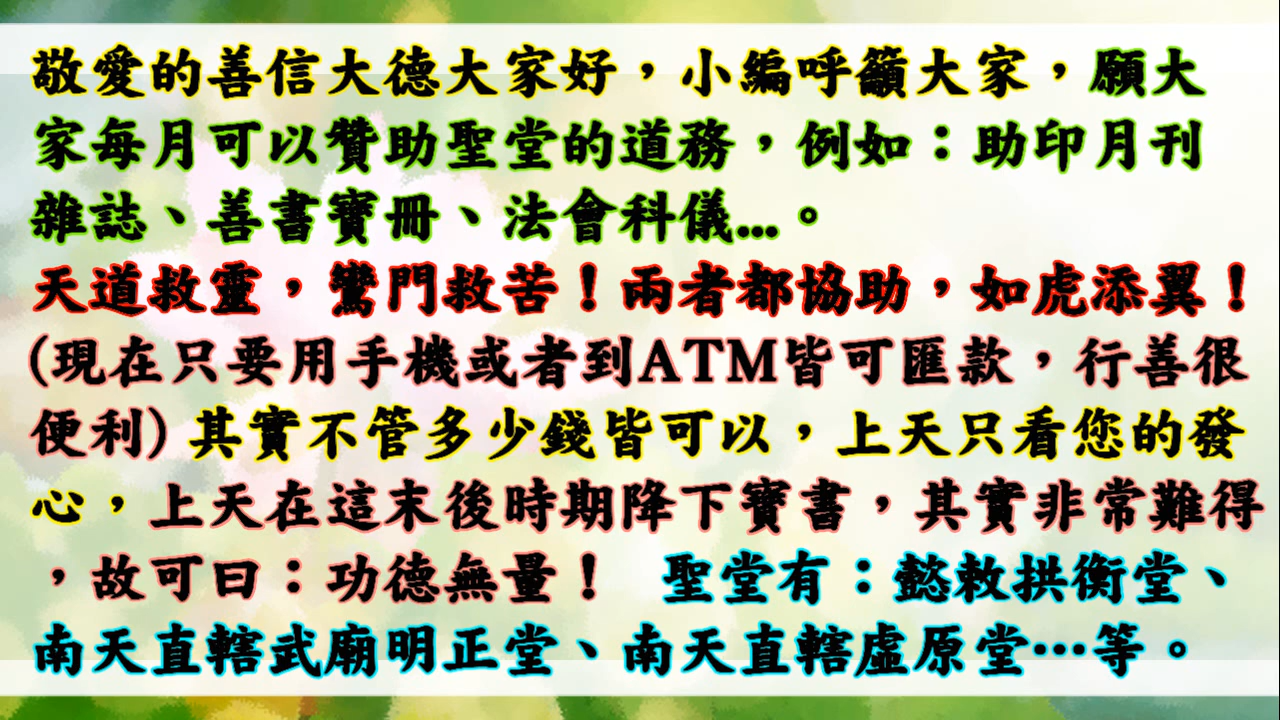 敬愛的善信大德大家好，小編呼籲大家，願大
家每月可以贊助聖堂的道務，例如：助印月刊
雜誌、善書寶冊、法會科儀...。
天道救靈，鸞門救苦！兩者都協助，如虎添翼！
(現在只要用手機或者到ATM皆可匯款，行善很
便利) 其實不管多少錢皆可以，上天只看您的發
心，上天在這末後時期降下寶書，其實非常難得
，故可曰：功德無量！ 聖堂有：懿敕拱衡堂、
南天直轄武廟明正堂、南天直轄虛原堂…等。